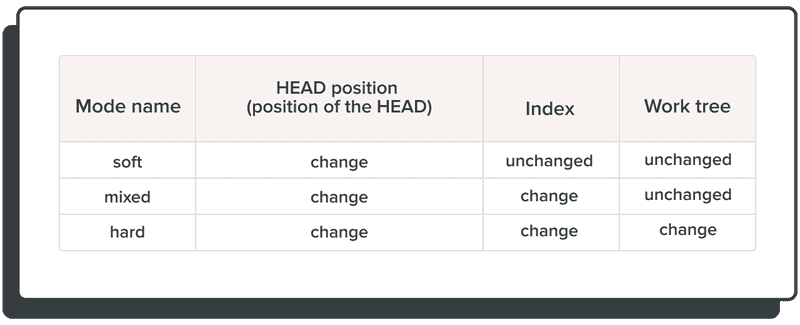 Mode name
HEAD position
(position of the HEAD)
Index
Work tree
soft
change
unchanged
unchanged
mixed
change
change
unchanged
hard
change
change
change